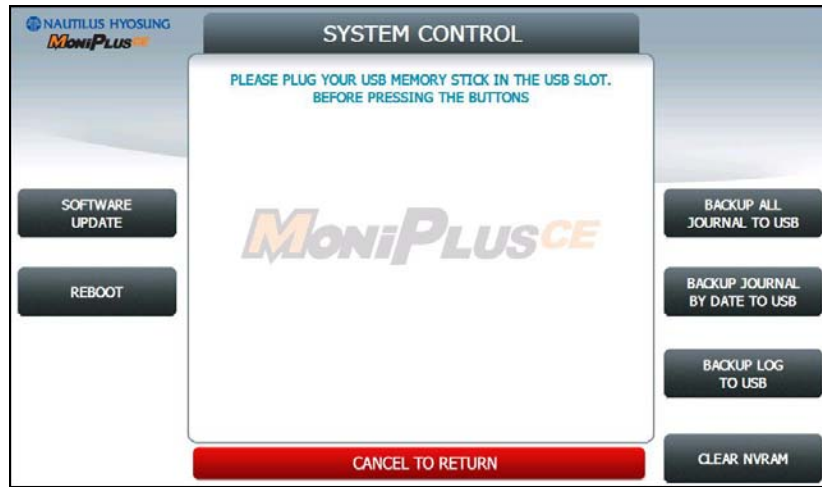 NAUTILUS HYOSUNG
MONIPLUS CE
SYSTEM CONTROL
PLEASE PLUG YOUR USB MEMORY STICK IN THE USB SLOT.
BEFORE PRESSING THE BUTTONS
SOFTWARE
UPDATE
REBOOT
MONIPLUSCE
BACKUP ALL
JOURNAL TO USB
BACKUP JOURNAL
BY DATE TO USB
BACKUP LOG
TO USB
CLEAR NVRAM
CANCEL TO RETURN